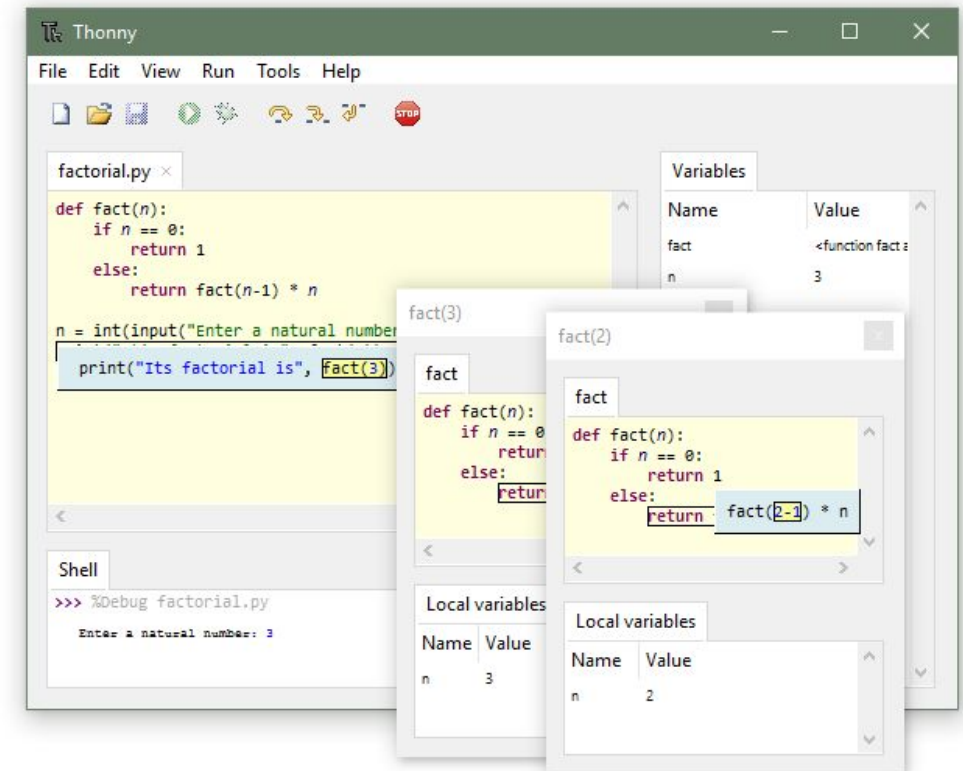 Thonny
File Edit View Run Tools Help
STOP
factorial.py
def fact(n):
if n == 0:
return 1
else:
return fact(n-1) * n
n = int(input("Enter a natural number
print("Its factorial is", fact(3))
Shell
>>> %Debug factorial.py
Enter a natural number: 3
Variables
Name Value
fact <function fact a
n 3
fact(3)
fact
def fact(n):
if n == 0
retur
else:
retur
Local variables
Name Value
n 3
fact(2)
fact
def fact(n):
if n == 0:
return 1
else:
return fact(2-1) * n
Local variables
Name Value
n 2